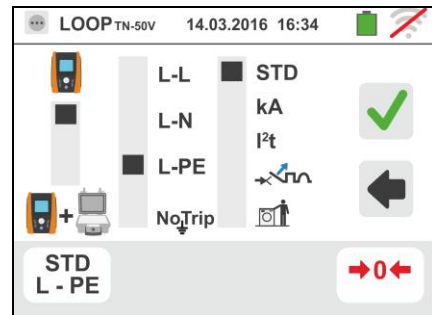 LOOP TN-50V 14.03.2016 16:34
L-L STD
L-N kA
I²t
L-PE
NoTrip
+
STD
L - PE
→0←